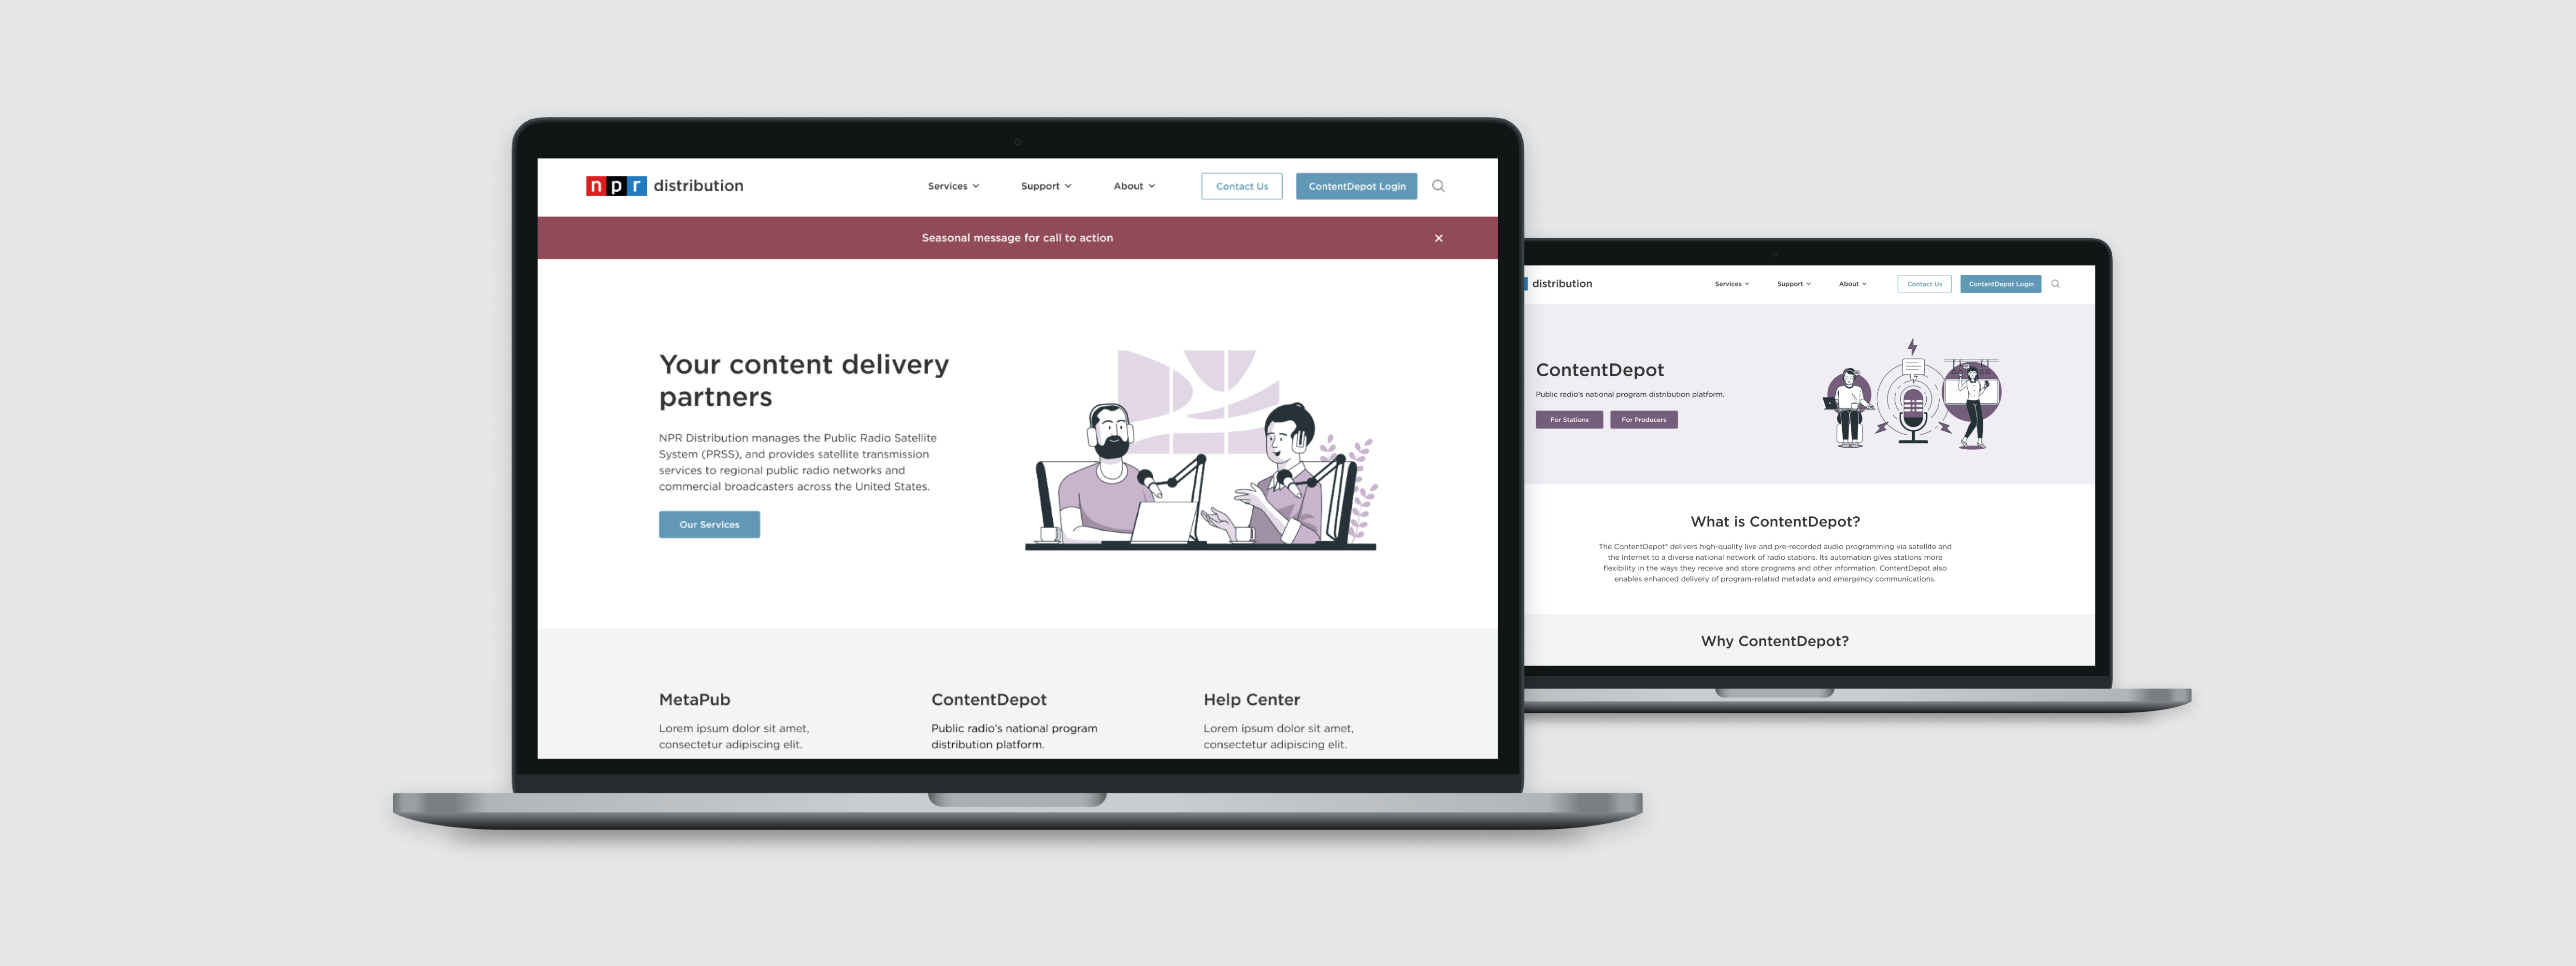 npr distribution
Services
Support
About
Contact Us
ContentDepot Login
Seasonal message for call to action
Your content delivery
partners
NPR Distribution manages the Public Radio Satellite
System (PRSS), and provides satellite transmission
services to regional public radio networks and
commercial broadcasters across the United States.
Our Services
MetaPub
Lorem ipsum dolor sit amet,
consectetur adipiscing elit.
ContentDepot
Public radio's national program
distribution platform.
Help Center
Lorem ipsum dolor sit amet,
consectetur adipiscing elit.
distribution
Services
Support
About
Contact Us
ContentDepot Login
ContentDepot
Public radio's national program distribution platform.
For Stations
For Producers
What is ContentDepot?
The ContentDepot® delivers high-quality live and pre-recorded audio programming via satellite and
the Internet to a diverse national network of radio stations. Its automation gives stations more
flexibility in the ways they receive and store programs and other information. ContentDepot also
enables enhanced delivery of program-related metadata and emergency communications.
Why ContentDepot?